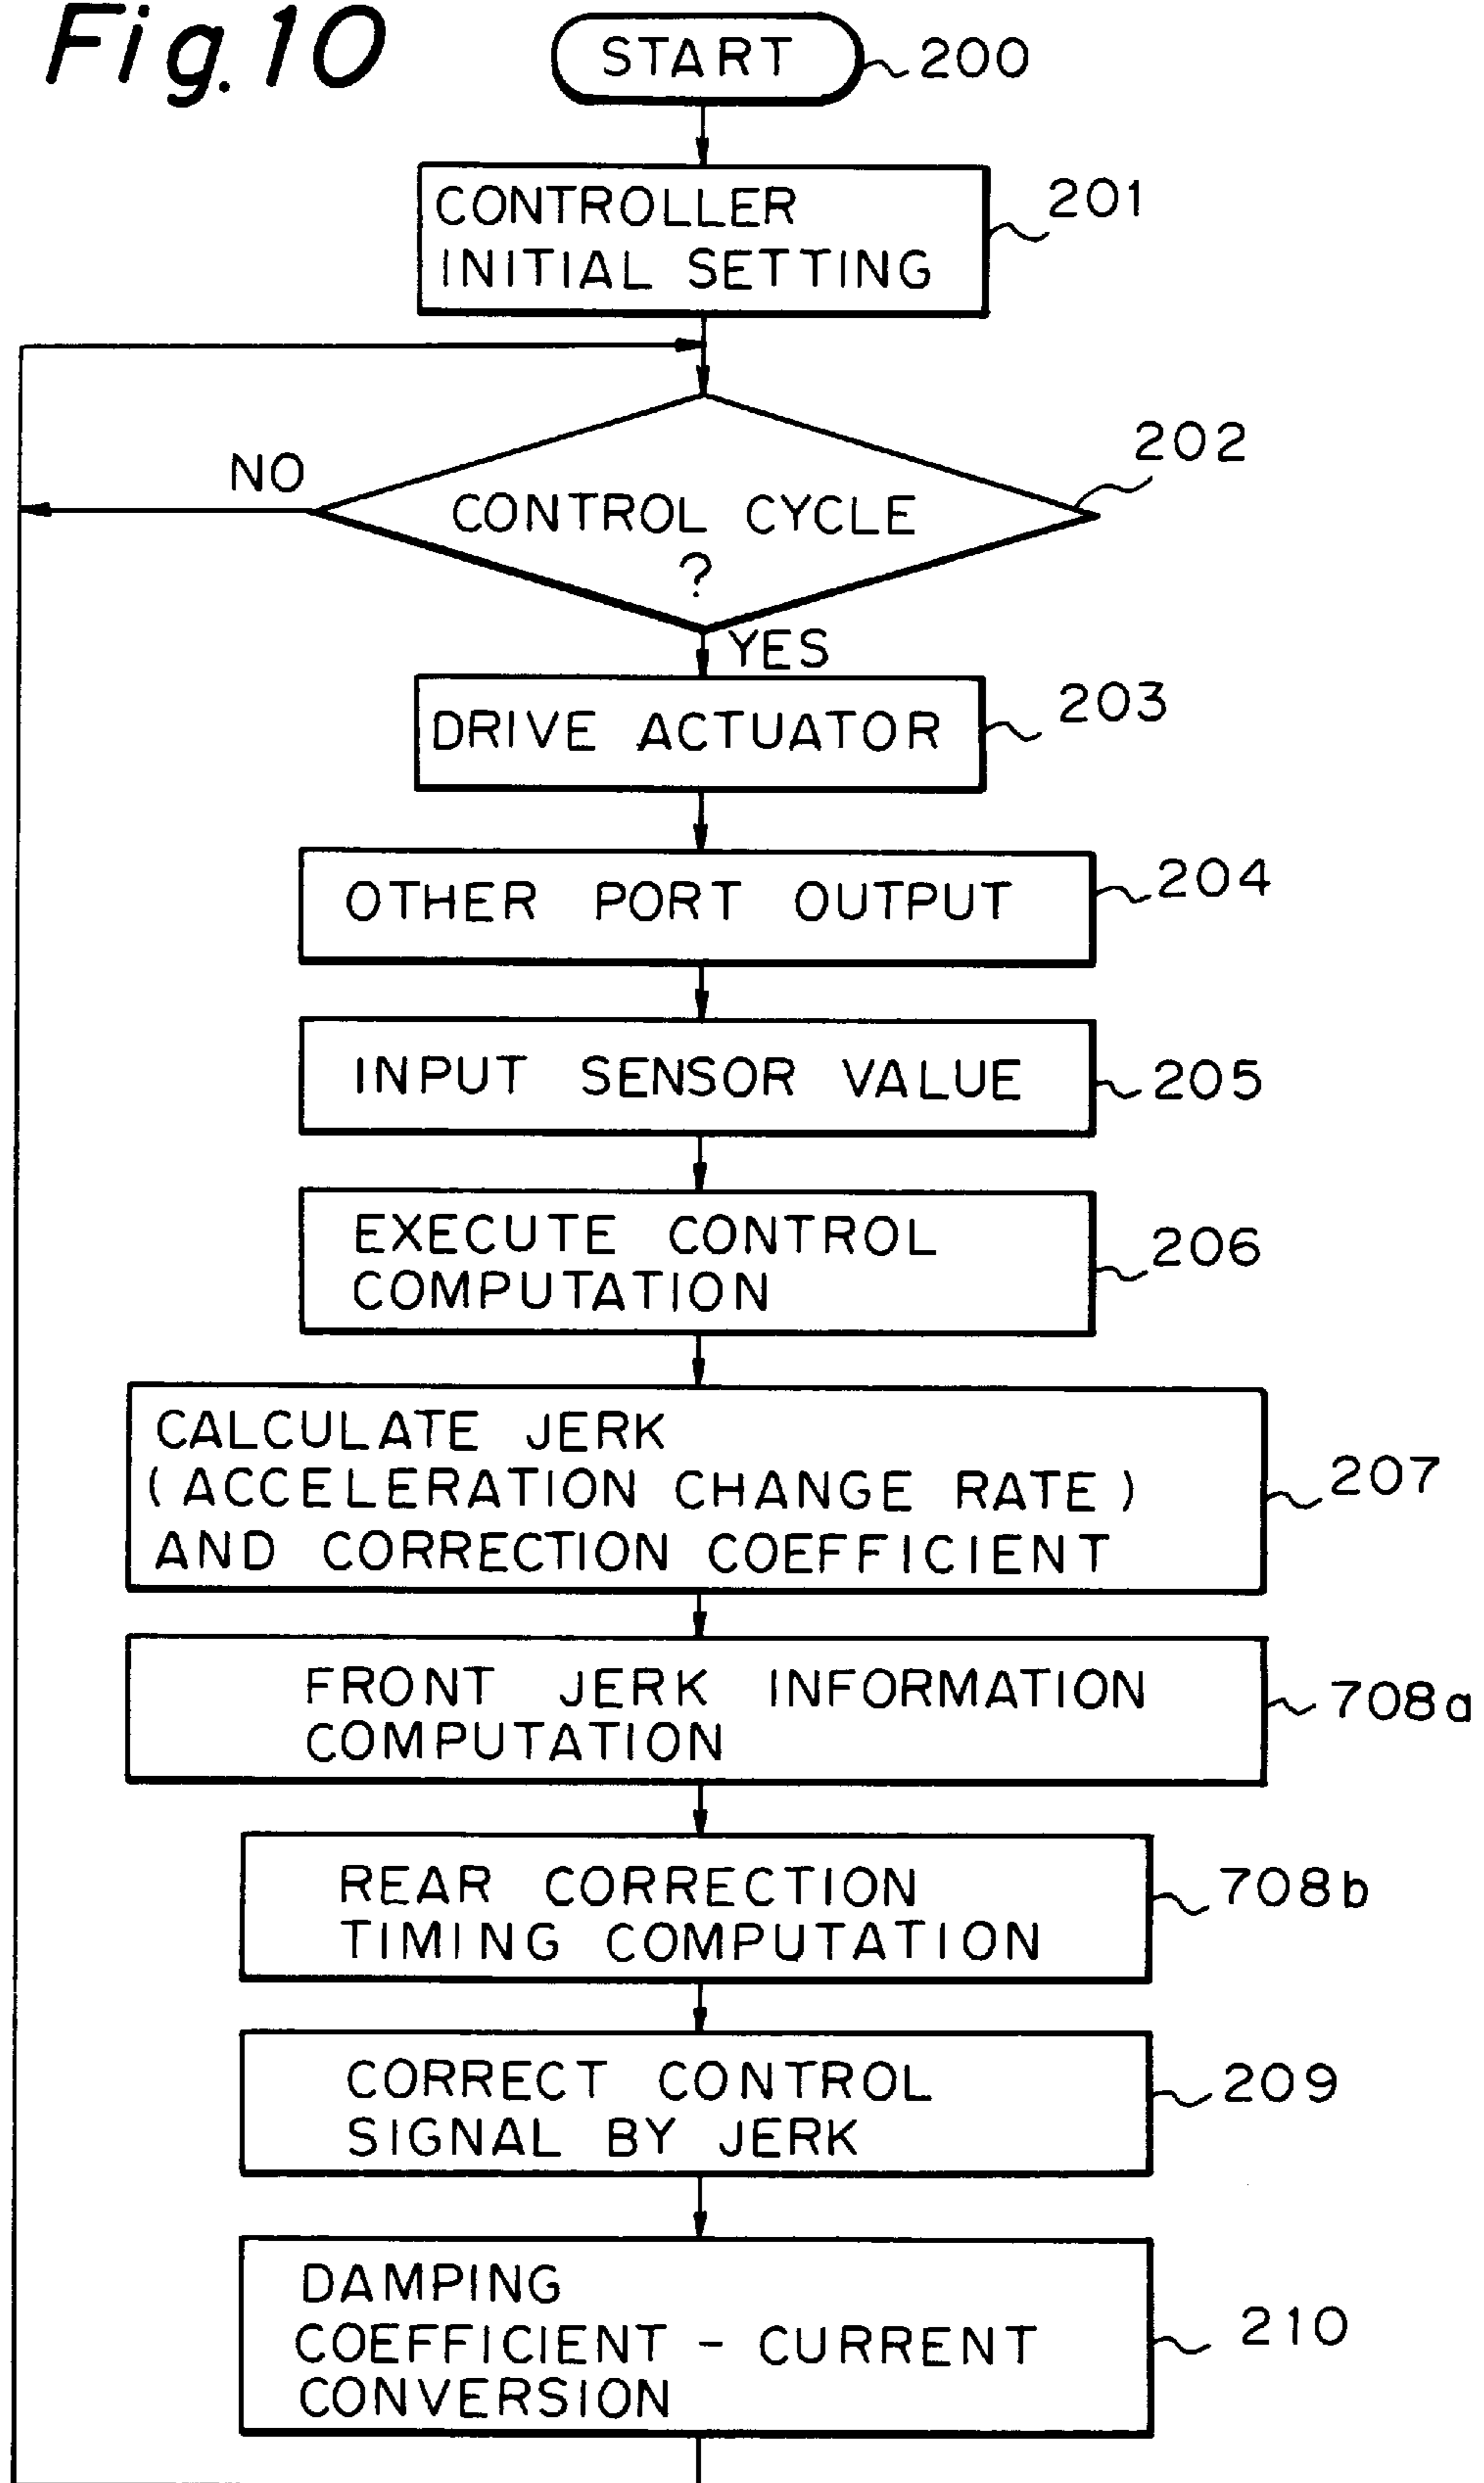 Fig. 10
START
200
CONTROLLER
INITIAL SETTING
201
NO
CONTROL CYCLE
?
202
YES
DRIVE ACTUATOR
203
OTHER PORT OUTPUT
204
INPUT SENSOR VALUE
205
EXECUTE CONTROL
COMPUTATION
206
CALCULATE JERK
(ACCELERATION CHANGE RATE)
AND CORRECTION COEFFICIENT
207
FRONT JERK INFORMATION
COMPUTATION
708a
REAR CORRECTION
TIMING COMPUTATION
708b
CORRECT CONTROL
SIGNAL BY JERK
209
DAMPING
COEFFICIENT - CURRENT
CONVERSION
210